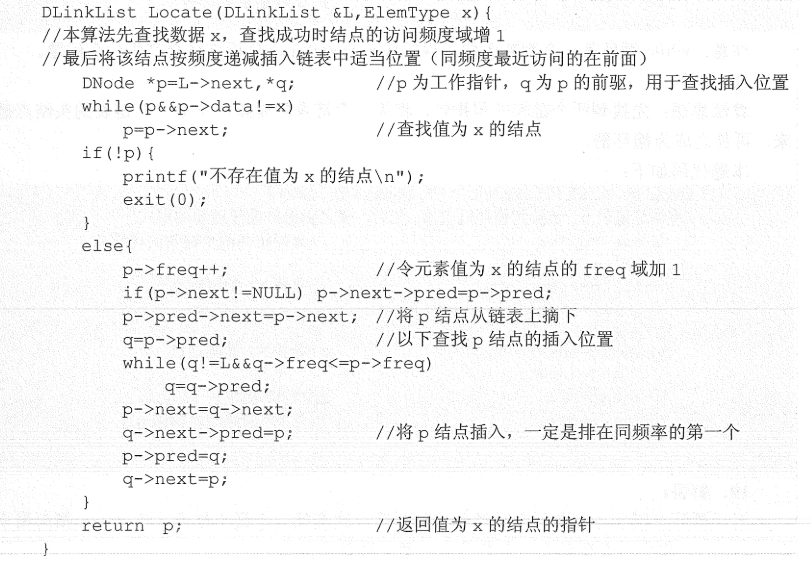 DLinkList Locate(DLinkList &L,ElemType x){
//本算法先查找数据 x，查找成功时结点的访问频度域增 1
//最后将该结点按频度递减插入链表中适当位置（同频度最近访问的在前面）
    DNode *p=L->next,*q;        //p 为工作指针，q 为 p 的前驱，用于查找插入位置
    while(p&&p->data!=x)
        p=p->next;              //查找值为 x 的结点
    if(!p){
        printf("不存在值为 x 的结点\n");
        exit(0);
    }
    else{
        p->freq++;              //令元素值为 x 的结点的 freq 域加 1
        if(p->next!=NULL) p->next->pred=p->pred;
        p->pred->next=p->next;  //将 p 结点从链表上摘下
        q=p->pred;              //以下查找 p 结点的插入位置
        while(q!=L&&q->freq<=p->freq)
            q=q->pred;
        p->next=q->next;
        q->next->pred=p;        //将 p 结点插入，一定是排在同频率的第一个
        p->pred=q;
        q->next=p;
    }
    return  p;                  //返回值为 x 的结点的指针
}